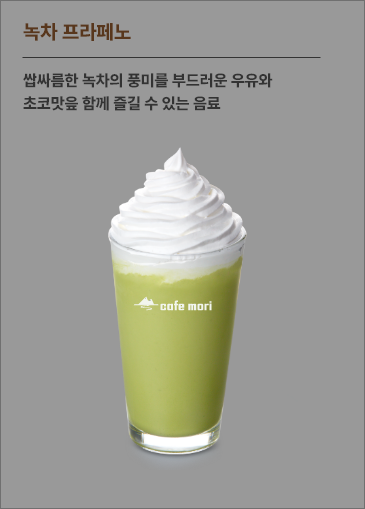 녹차 프라페노
쌉싸름한 녹차의 풍미를 부드러운 우유와
초코맛을 함께 즐길 수 있는 음료
cafe mori